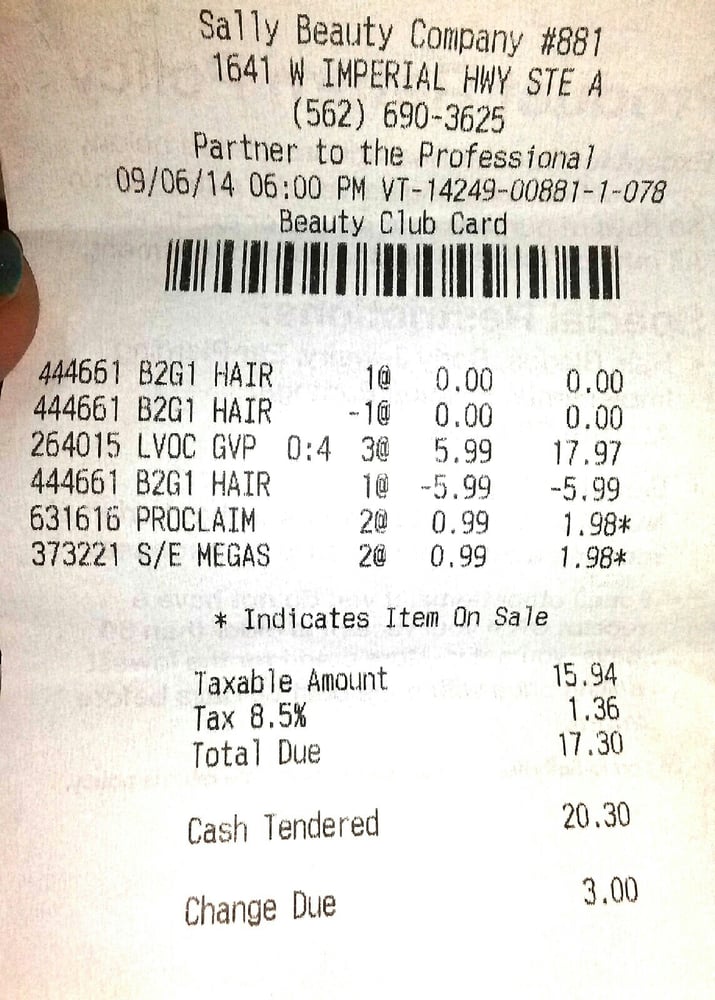 Sally Beauty Company #881
1641 W IMPERIAL HWY STE A
(562) 690-3625
Partner to the Professional
09/06/14 06:00 PM VT-14249-00881-1-078
Beauty Club Card
444661 B2G1 HAIR 1@ 0.00 0.00
444661 B2G1 HAIR -1@ 0.00 0.00
264015 LVOC GVP 0:4 3@ 5.99 17.97
444661 B2G1 HAIR 1@ -5.99 -5.99
631616 PROCLAIM 2@ 0.99 1.98*
373221 S/E MEGAS 2@ 0.99 1.98*
* Indicates Item On Sale
Taxable Amount 15.94
Tax 8.5% 1.36
Total Due 17.30
Cash Tendered 20.30
Change Due 3.00